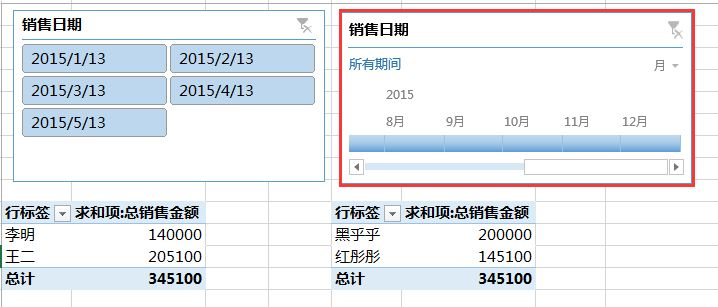 销售日期
2015/1/13 2015/2/13
2015/3/13 2015/4/13
2015/5/13
销售日期
所有期间 月
2015
8月 9月 10月 11月 12月
行标签 求和项:总销售金额
李明 140000
王二 205100
总计 345100
行标签 求和项:总销售金额
黑乎乎 200000
红彤彤 145100
总计 345100